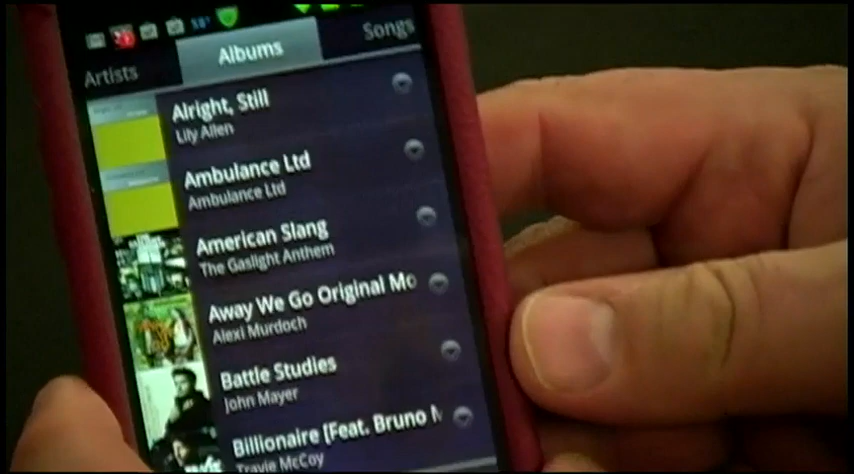 58°
Artists Albums Songs
Alright, Still
Lily Allen
Ambulance Ltd
Ambulance Ltd
American Slang
The Gaslight Anthem
Away We Go Original Mo
Alexi Murdoch
Battle Studies
John Mayer
Billionaire [Feat. Bruno M
Travie McCoy